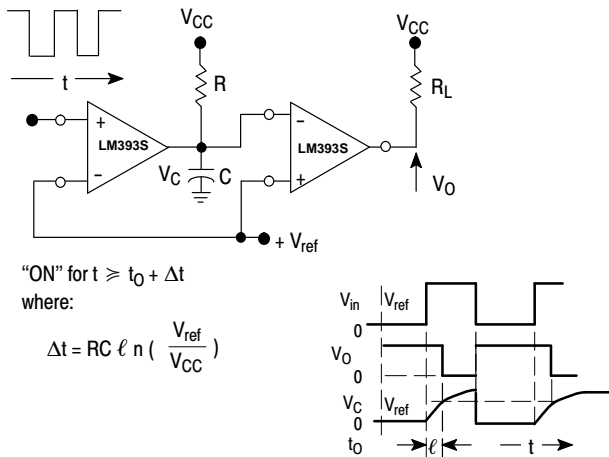 V_CC
V_CC
R
R_L
t
+
LM393S
−
V_C
C
−
LM393S
+
V_O
+ V_ref
"ON" for t ⩾ t_O + Δt
where:
Δt = RC ℓ n ( V_ref / V_CC )
V_in
V_ref
0
V_O
0
V_C
V_ref
0
t_O
ℓ
t